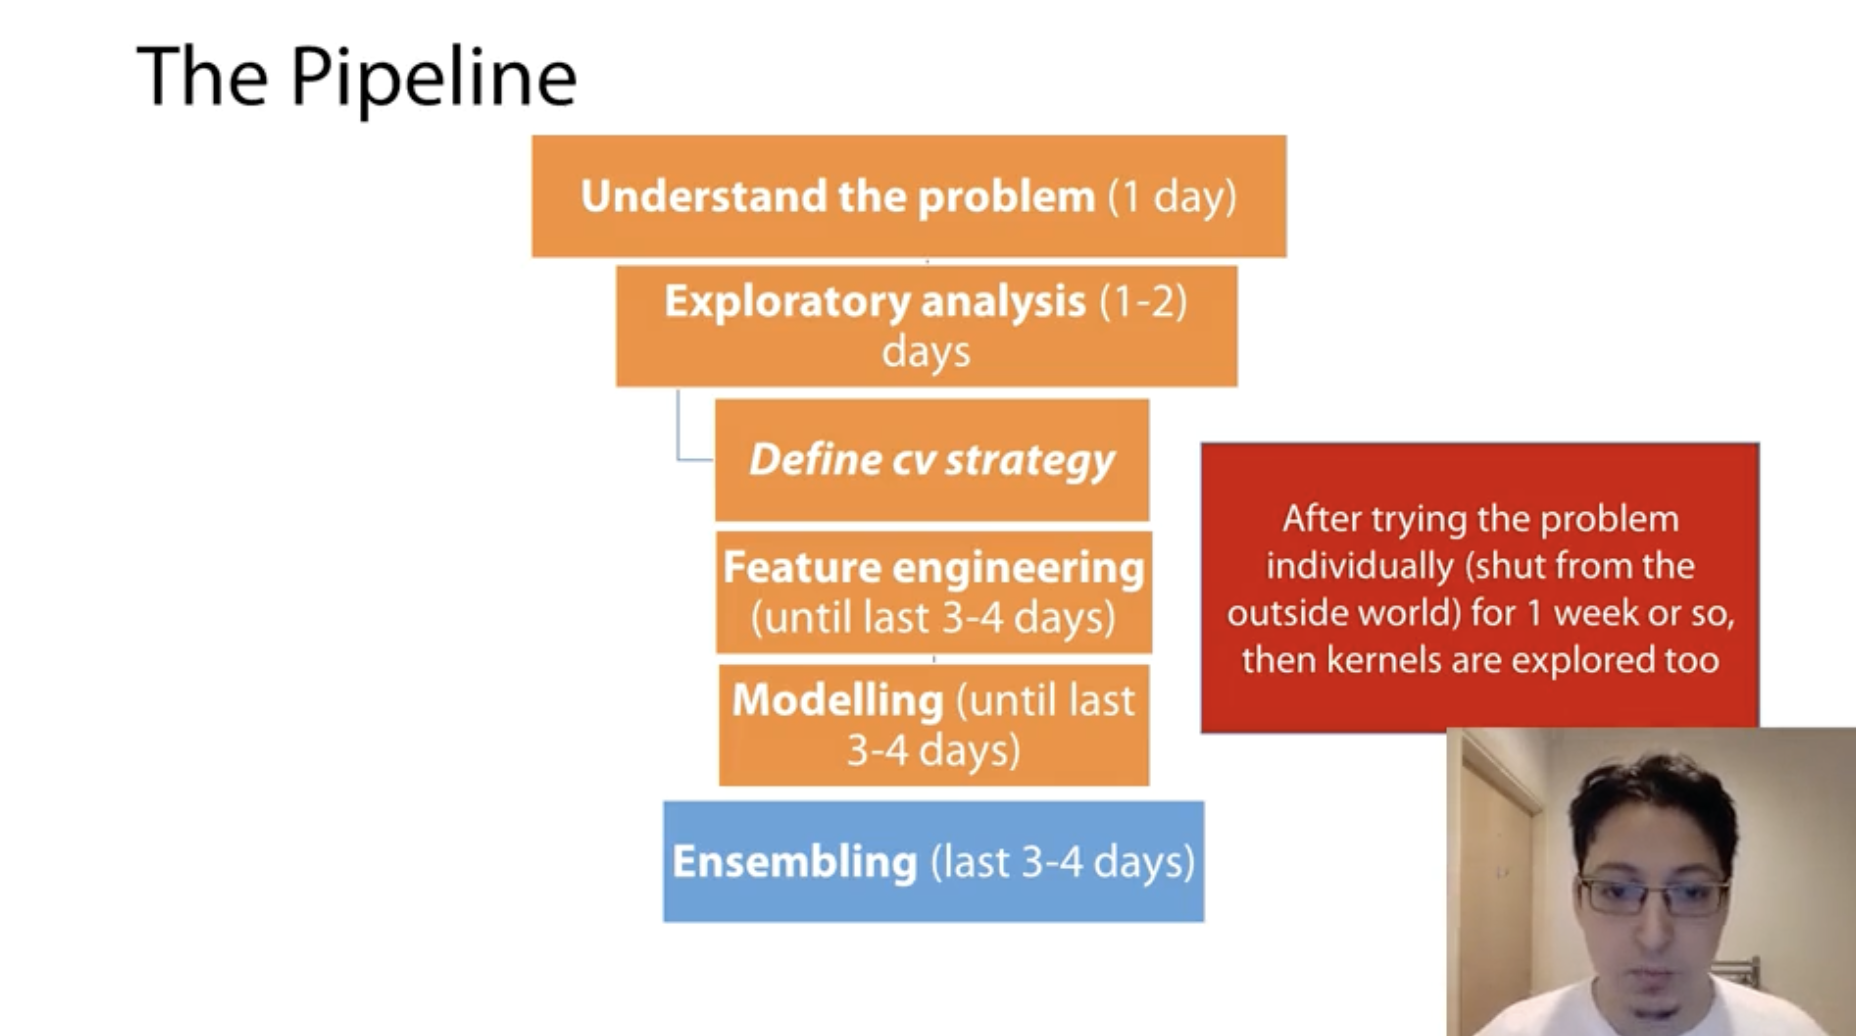 The Pipeline
Understand the problem (1 day)
Exploratory analysis (1-2)
days
Define cv strategy
Feature engineering
(until last 3-4 days)
Modelling (until last
3-4 days)
Ensembling (last 3-4 days)
After trying the problem
individually (shut from the
outside world) for 1 week or so,
then kernels are explored too